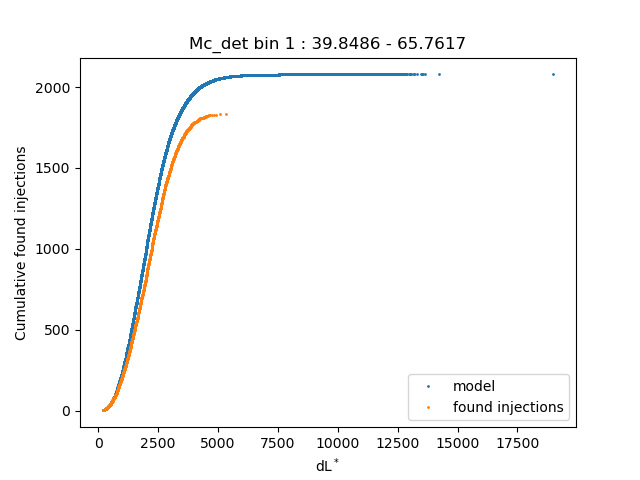 Mc_det bin 1 : 39.8486 - 65.7617
Cumulative found injections
2000
1500
1000
500
0
model
found injections
0 2500 5000 7500 10000 12500 15000 17500
dL*